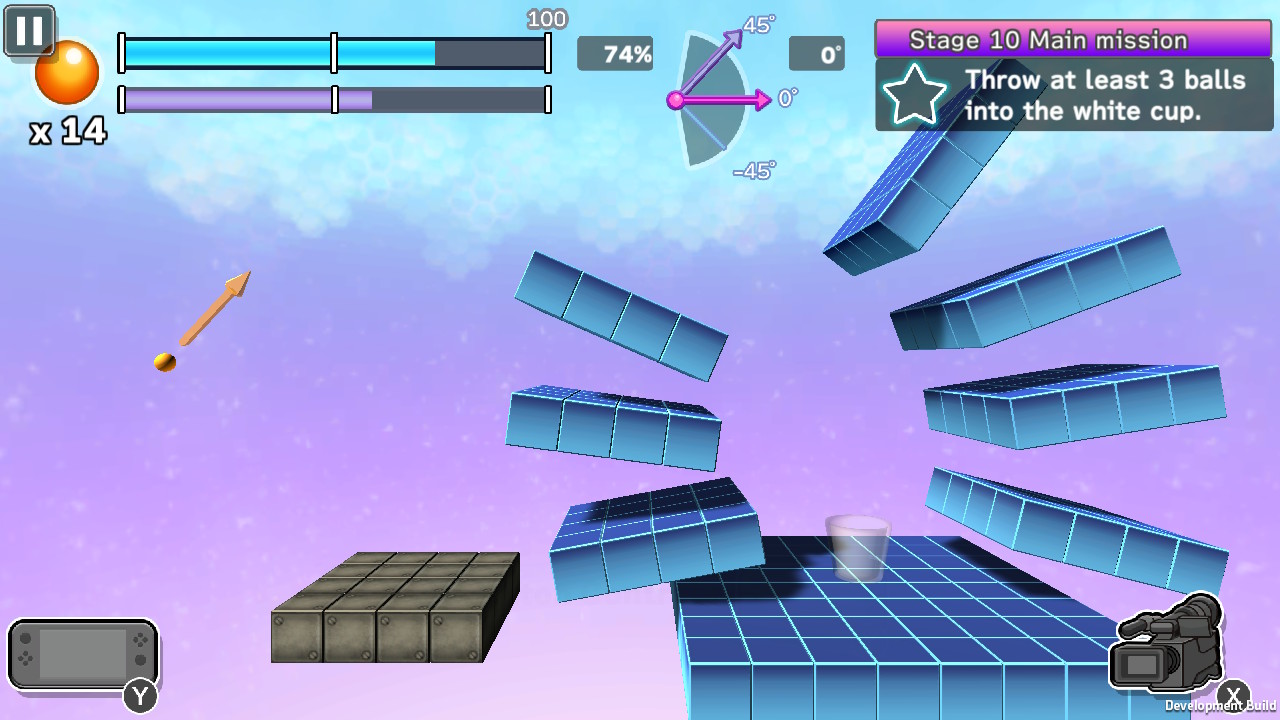 100
x 14
74%
45°
0°
0°
-45°
Stage 10 Main mission
Throw at least 3 balls
into the white cup.
Y
X
Development Build